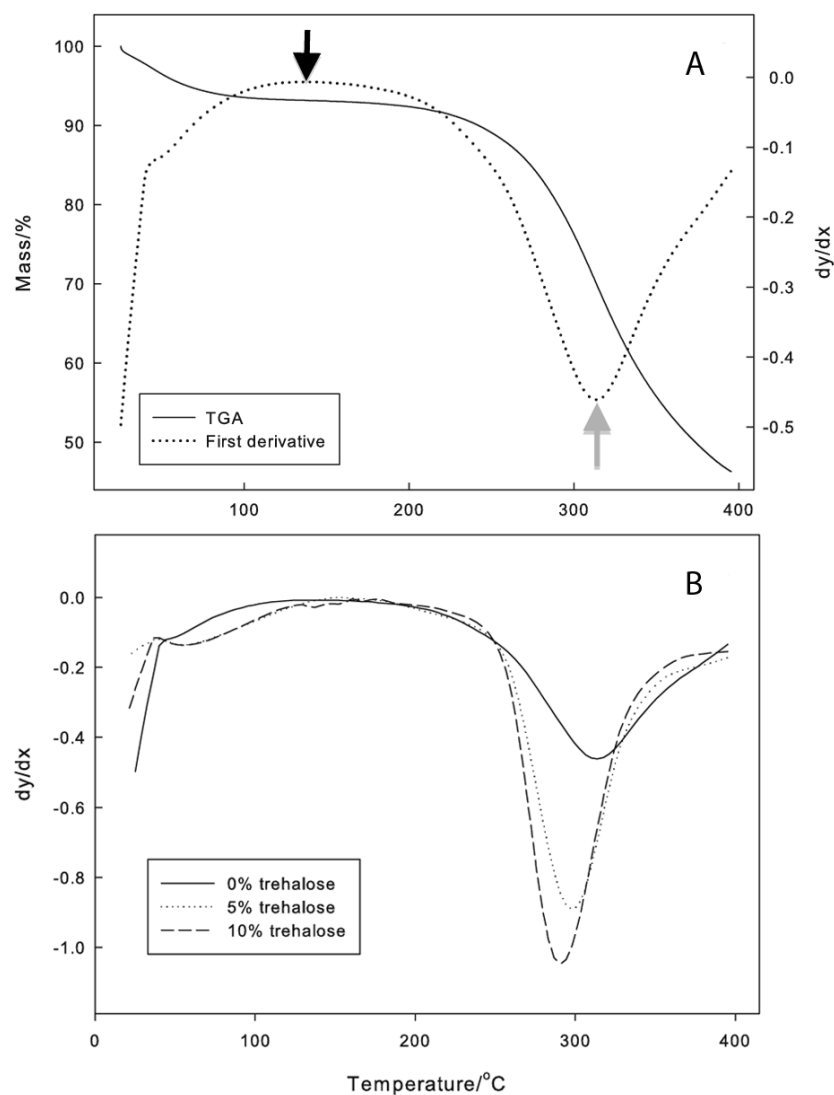 A
100
90
80
70
60
50
Mass/%
0.0
-0.1
-0.2
-0.3
-0.4
-0.5
dy/dx
TGA
First derivative
100 200 300 400
B
0.0
-0.2
-0.4
-0.6
-0.8
-1.0
dy/dx
0% trehalose
5% trehalose
10% trehalose
0 100 200 300 400
Temperature/°C